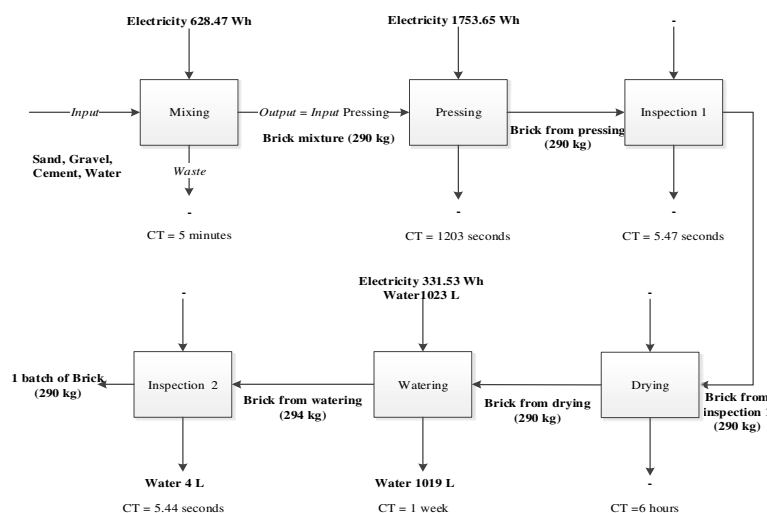 Electricity 628.47 Wh
Electricity 1753.65 Wh
-
Input
Mixing
Output = Input Pressing
Pressing
Inspection 1
Brick mixture (290 kg)
Brick from pressing
(290 kg)
Sand, Gravel,
Cement, Water
Waste
-
-
-
CT = 5 minutes
CT = 1203 seconds
CT = 5.47 seconds
-
Electricity 331.53 Wh
Water1023 L
-
1 batch of Brick
(290 kg)
Inspection 2
Brick from watering
(294 kg)
Watering
Brick from drying
(290 kg)
Drying
Brick from
inspection 1
(290 kg)
Water 4 L
Water 1019 L
-
CT = 5.44 seconds
CT = 1 week
CT =6 hours